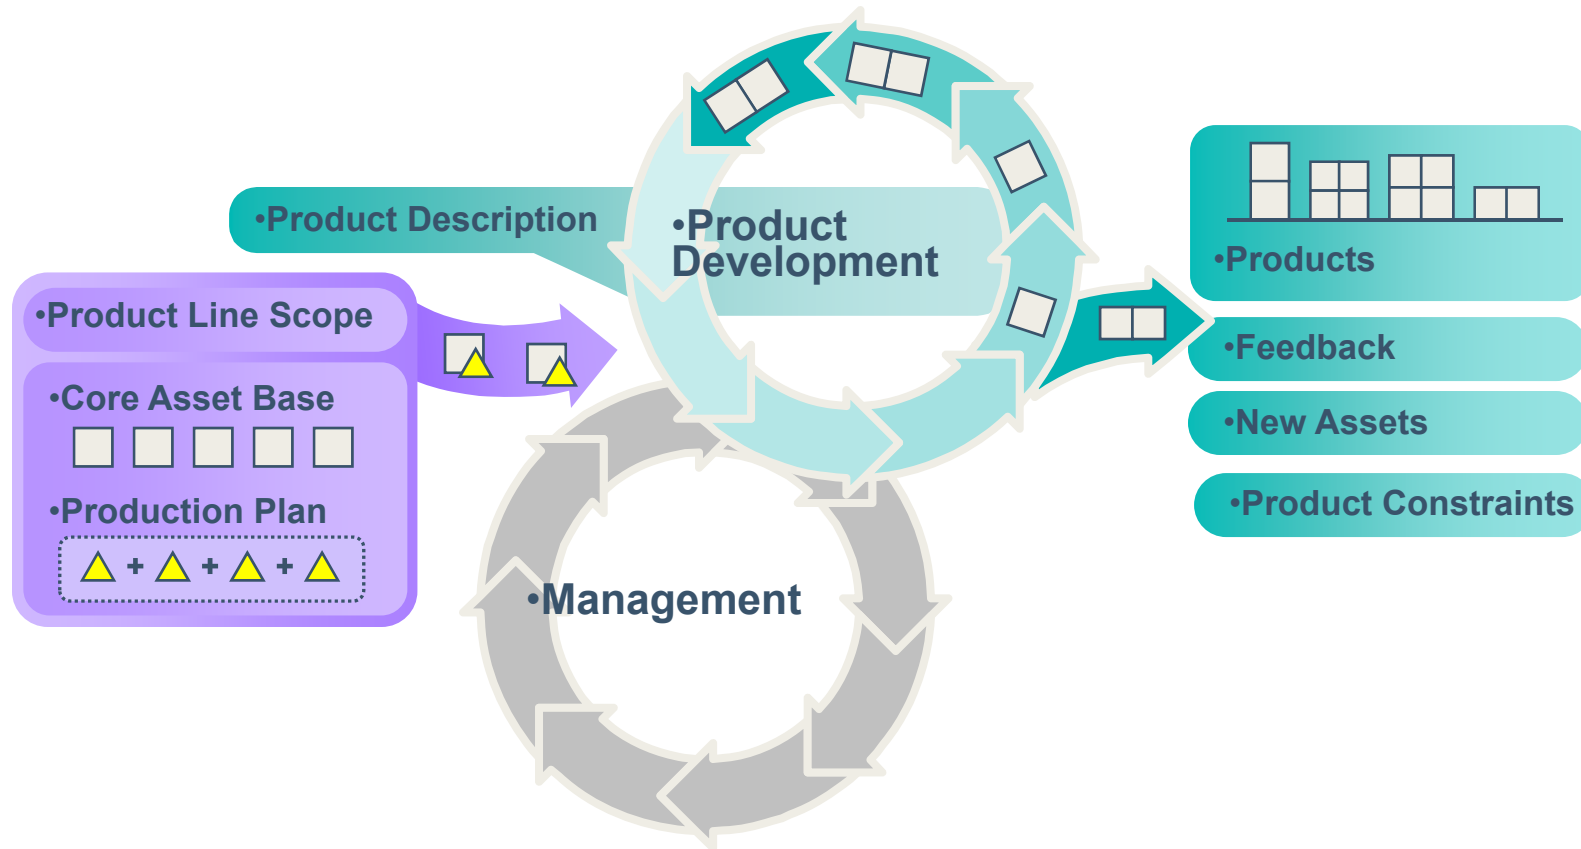 •Product Description
•Product
Development
•Product Line Scope
•Core Asset Base
•Production Plan
+ + +
•Management
•Products
•Feedback
•New Assets
•Product Constraints